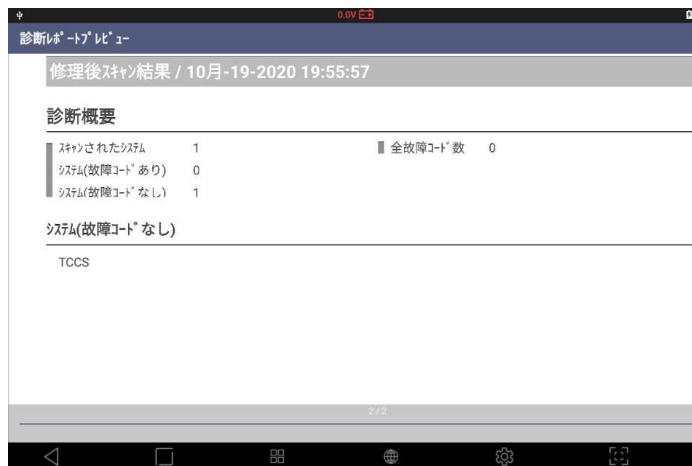 0.0V
診断ﾚﾎﾟｰﾄﾌﾟﾚﾋﾞｭｰ
修理後ｽｷｬﾝ結果 / 10月-19-2020 19:55:57
診断概要
ｽｷｬﾝされたｼｽﾃﾑ 1 全故障ｺｰﾄﾞ数 0
ｼｽﾃﾑ(故障ｺｰﾄﾞあり) 0
ｼｽﾃﾑ(故障ｺｰﾄﾞなし) 1
ｼｽﾃﾑ(故障ｺｰﾄﾞなし)
TCCS
2 / 2